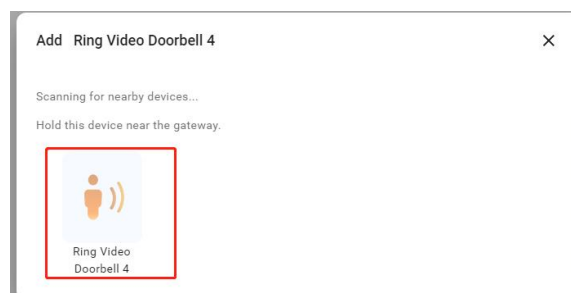 Add Ring Video Doorbell 4
Scanning for nearby devices...
Hold this device near the gateway.
Ring Video
Doorbell 4